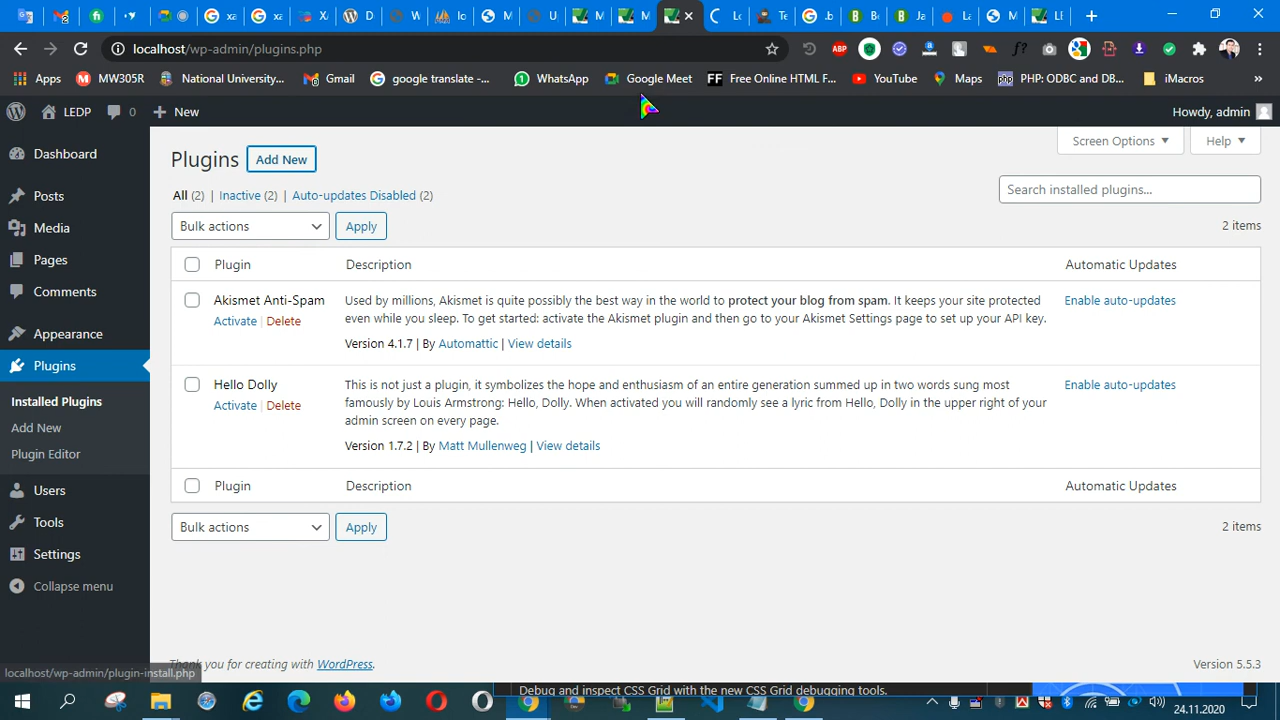 localhost/wp-admin/plugins.php
ABP
Apps
MW305R
National University...
Gmail
google translate -...
WhatsApp
Google Meet
FF Free Online HTML F...
YouTube
Maps
php PHP: ODBC and DB...
iMacros
LEDP
0
New
Howdy, admin
Dashboard
Posts
Media
Pages
Comments
Appearance
Plugins
Installed Plugins
Add New
Plugin Editor
Users
Tools
Settings
Collapse menu
Plugins
Add New
Screen Options
Help
All (2) | Inactive (2) | Auto-updates Disabled (2)
Search installed plugins...
Bulk actions
Apply
2 items
Plugin
Description
Automatic Updates
Akismet Anti-Spam
Activate | Delete
Used by millions, Akismet is quite possibly the best way in the world to protect your blog from spam. It keeps your site protected
even while you sleep. To get started: activate the Akismet plugin and then go to your Akismet Settings page to set up your API key.
Version 4.1.7 | By Automattic | View details
Enable auto-updates
Hello Dolly
Activate | Delete
This is not just a plugin, it symbolizes the hope and enthusiasm of an entire generation summed up in two words sung most
famously by Louis Armstrong: Hello, Dolly. When activated you will randomly see a lyric from Hello, Dolly in the upper right of your
admin screen on every page.
Version 1.7.2 | By Matt Mullenweg | View details
Enable auto-updates
Plugin
Description
Automatic Updates
Bulk actions
Apply
2 items
Thank you for creating with WordPress.
Version 5.5.3
localhost/wp-admin/plugin-install.php
Debug and inspect CSS Grid with the new CSS Grid debugging tools.
24.11.2020